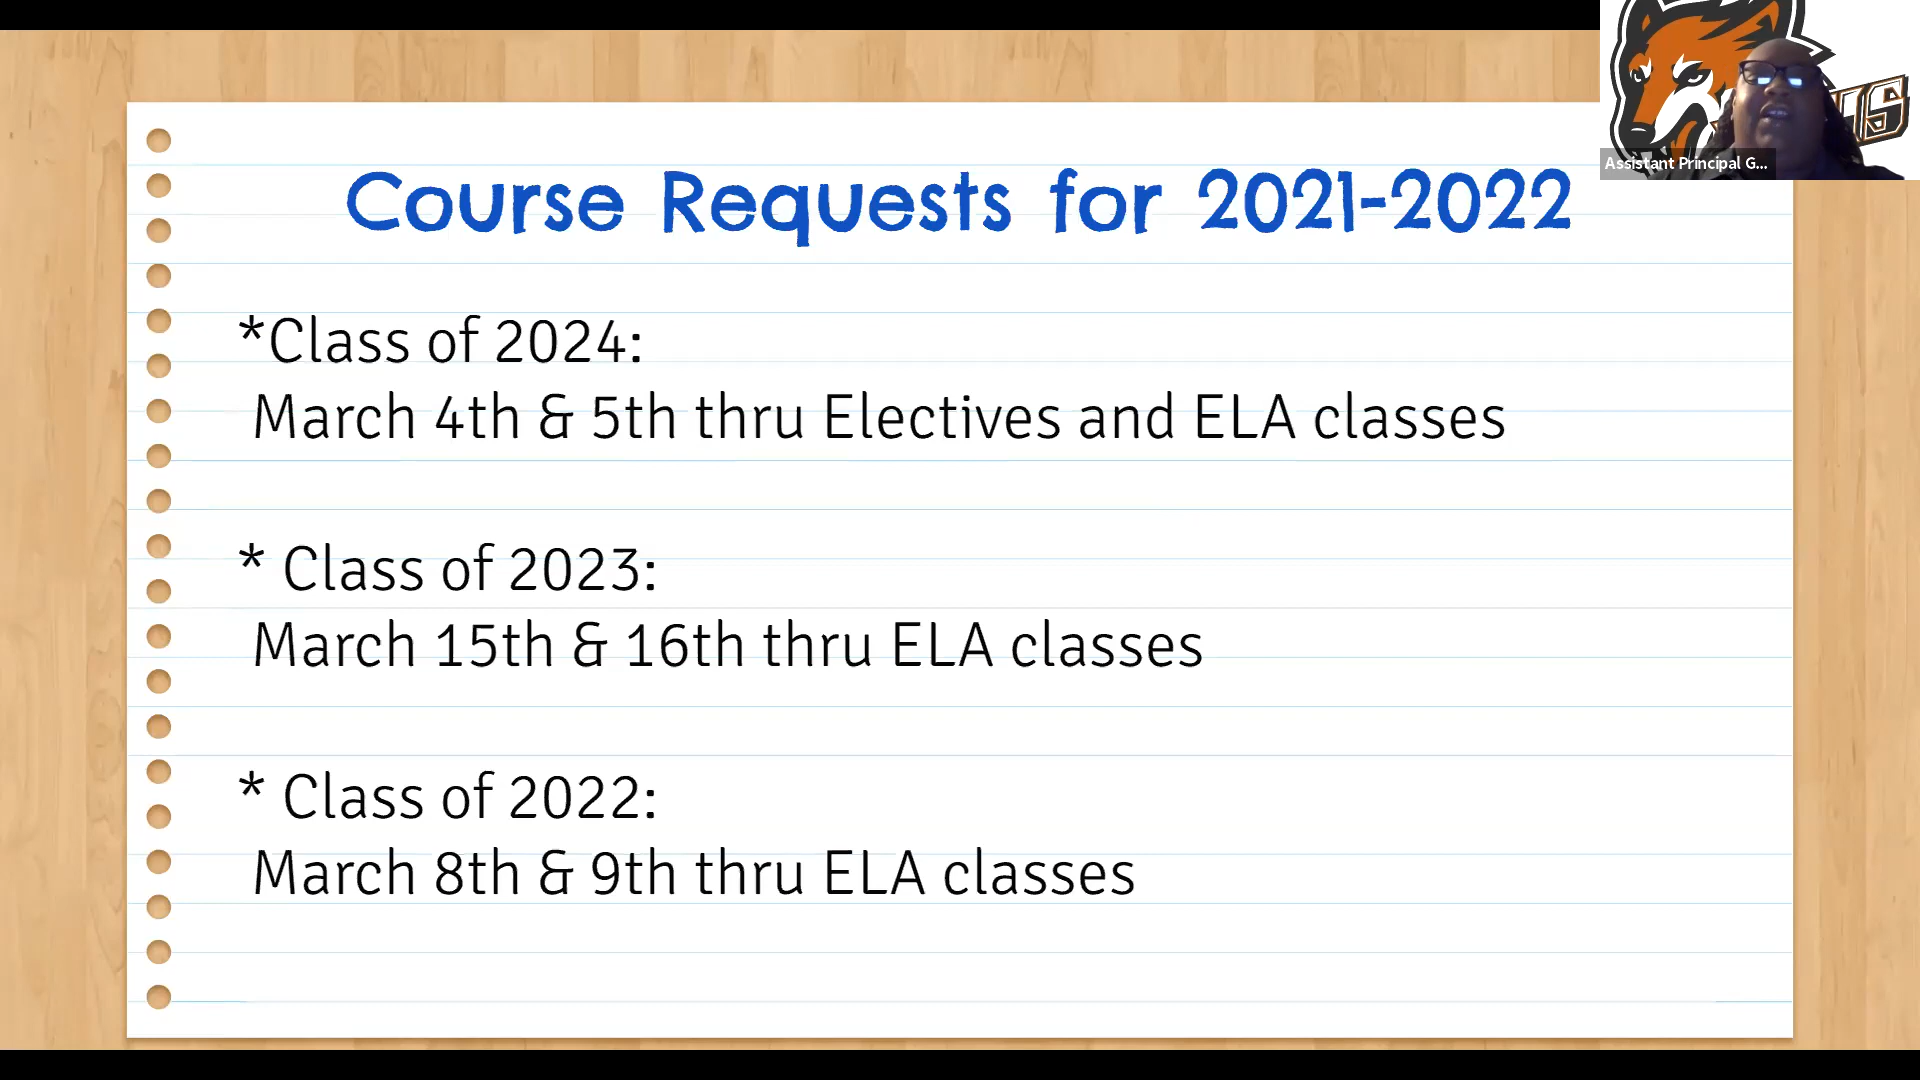 Course Requests for 2021-2022
*Class of 2024:
March 4th & 5th thru Electives and ELA classes
* Class of 2023:
March 15th & 16th thru ELA classes
* Class of 2022:
March 8th & 9th thru ELA classes
Assistant Principal G...